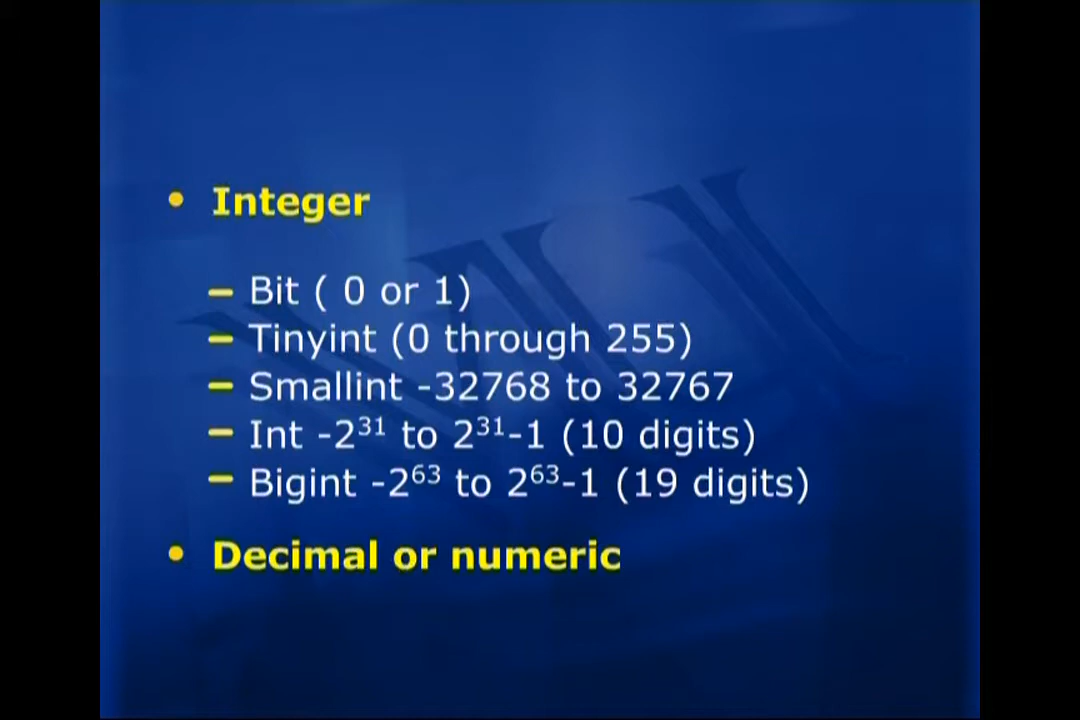 • Integer
– Bit ( 0 or 1)
– Tinyint (0 through 255)
– Smallint -32768 to 32767
– Int -2³¹ to 2³¹-1 (10 digits)
– Bigint -2⁶³ to 2⁶³-1 (19 digits)
• Decimal or numeric